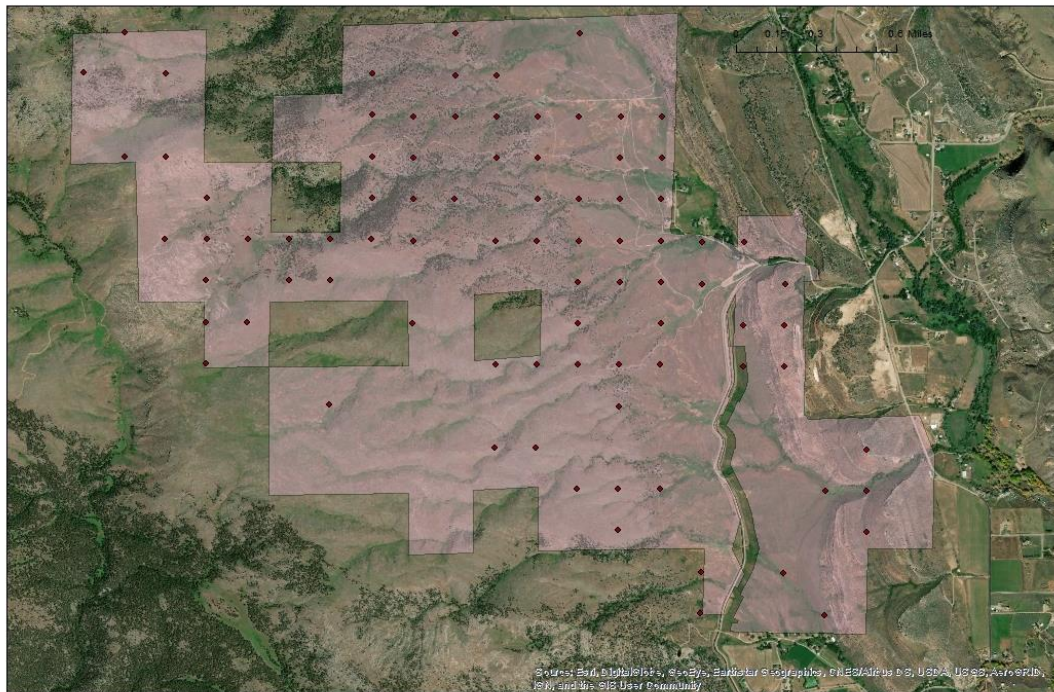 0 0.15 0.3 0.6 Miles
Source: Esri, DigitalGlobe, GeoEye, Earthstar Geographics, CNES/Airbus DS, USDA, USGS, AeroGRID,
IGN, and the GIS User Community